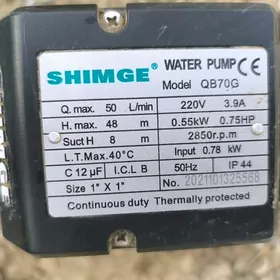 SHIMGE WATER PUMP CE
Model QB70G
Q. max. 50 L/min 220V 3.9A
H. max. 48 m 0.55kW 0.75HP
Suct H 8 m 2850r.p.m
L.T.Max.40°C Input 0.78 kW
C 12 µF I.C.L B 50Hz IP 44
Size 1" X 1" No. 2021101325568
Continuous duty Thermally protected